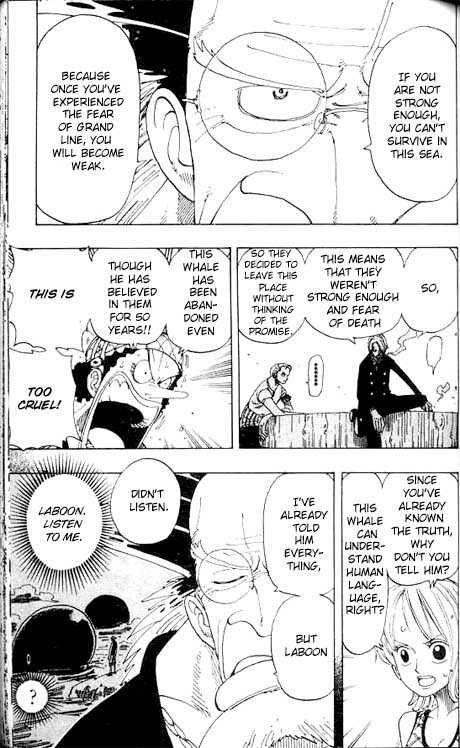 IF YOU
ARE NOT
STRONG
ENOUGH,
YOU CAN'T
SURVIVE IN
THIS SEA.
BECAUSE
ONCE YOU'VE
EXPERIENCED
THE FEAR
OF GRAND
LINE, YOU
WILL BECOME
WEAK.
SO,
THIS MEANS
THAT THEY
WEREN'T
STRONG ENOUGH
AND FEAR
OF DEATH
SO THEY
DECIDED TO
LEAVE THIS
PLACE
WITHOUT
THINKING
OF THE
PROMISE.
THIS
WHALE
HAS
BEEN
ABAN-
DONED
EVEN
THOUGH
HE HAS
BELIEVED
IN THEM
FOR 50
YEARS!!
THIS IS
TOO
CRUEL!
SINCE
YOU'VE
ALREADY
KNOWN
THE TRUTH,
WHY
DON'T YOU
TELL HIM?
THIS
WHALE
CAN
UNDER-
STAND
HUMAN
LANG-
UAGE,
RIGHT?
I'VE
ALREADY
TOLD
HIM
EVERY-
THING,
BUT
LABOON
DIDN'T
LISTEN.
LABOON.
LISTEN
TO ME.
?